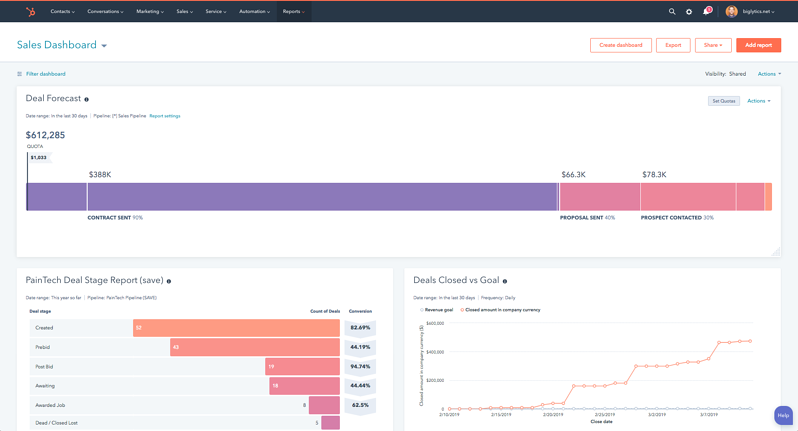 Contacts Conversations Marketing Sales Service Automation Reports biglytics.net
Sales Dashboard
Create dashboard Export Share Add report
Filter dashboard
Visibility: Shared Actions
Deal Forecast
Set Quotas Actions
Date range: In the last 30 days | Pipeline: [*] Sales Pipeline Report settings
$612,285
QUOTA
$1,033
$388K $66.3K $78.3K
CONTRACT SENT 90% PROPOSAL SENT 40% PROSPECT CONTACTED 30%
PainTech Deal Stage Report (save)
Date range: This year so far | Pipeline: PainTech Pipeline (SAVE)
Deal stage Count of Deals Conversion
Created 52 82.69%
Prebid 43 44.19%
Post Bid 19 94.74%
Awaiting 18 44.44%
Awarded Job 8 62.5%
Dead / Closed Lost 5
Deals Closed vs Goal
Date range: In the last 30 days | Frequency: Daily
Revenue goal Closed amount in company currency
Closed amount in company currency ($)
$600,000
$400,000
$200,000
0
2/10/2019 2/15/2019 2/20/2019 2/25/2019 3/2/2019 3/7/2019
Close date
Help